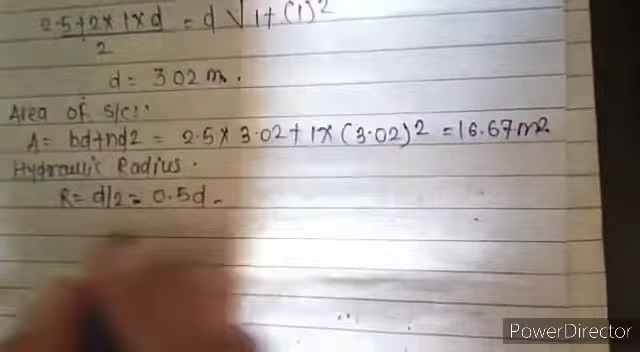 2.5+2×1×d = d √1+(1)2
2
d = 3.02 m.
Area of s/c:.
A = bd+nd2 = 2.5 × 3.02 + 1×(3.02)2 = 16.67m2
Hydraulic Radius.
R = d/2 = 0.5d.
PowerDirector